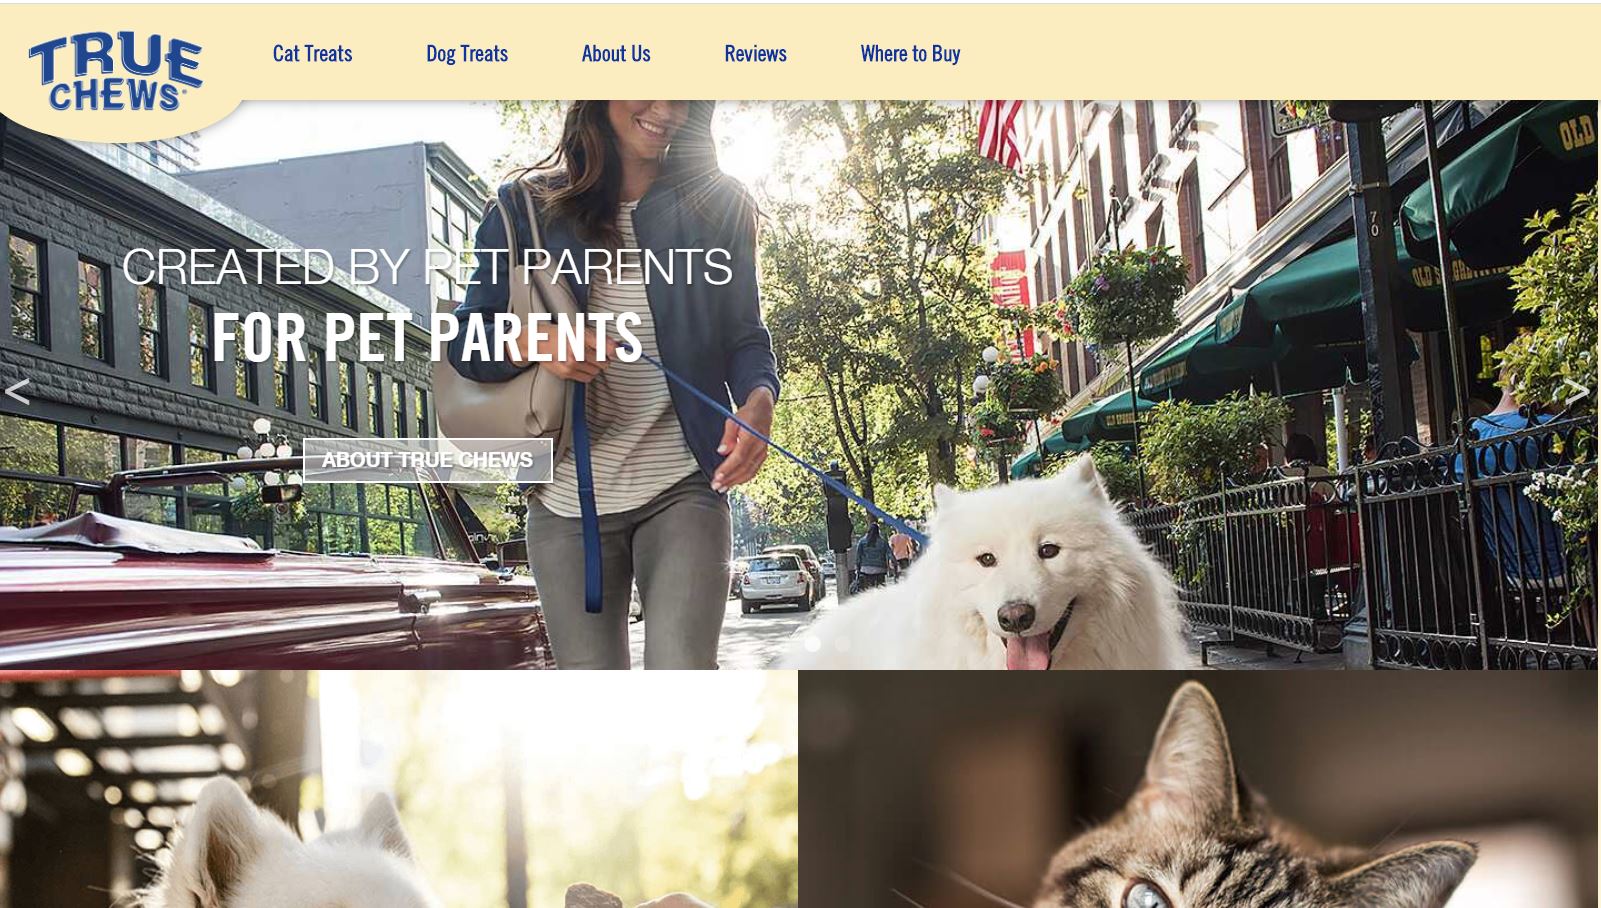 TRUE
CHEWS
Cat Treats
Dog Treats
About Us
Reviews
Where to Buy
CREATED BY PET PARENTS
FOR PET PARENTS
ABOUT TRUE CHEWS
<
>
OLD
70